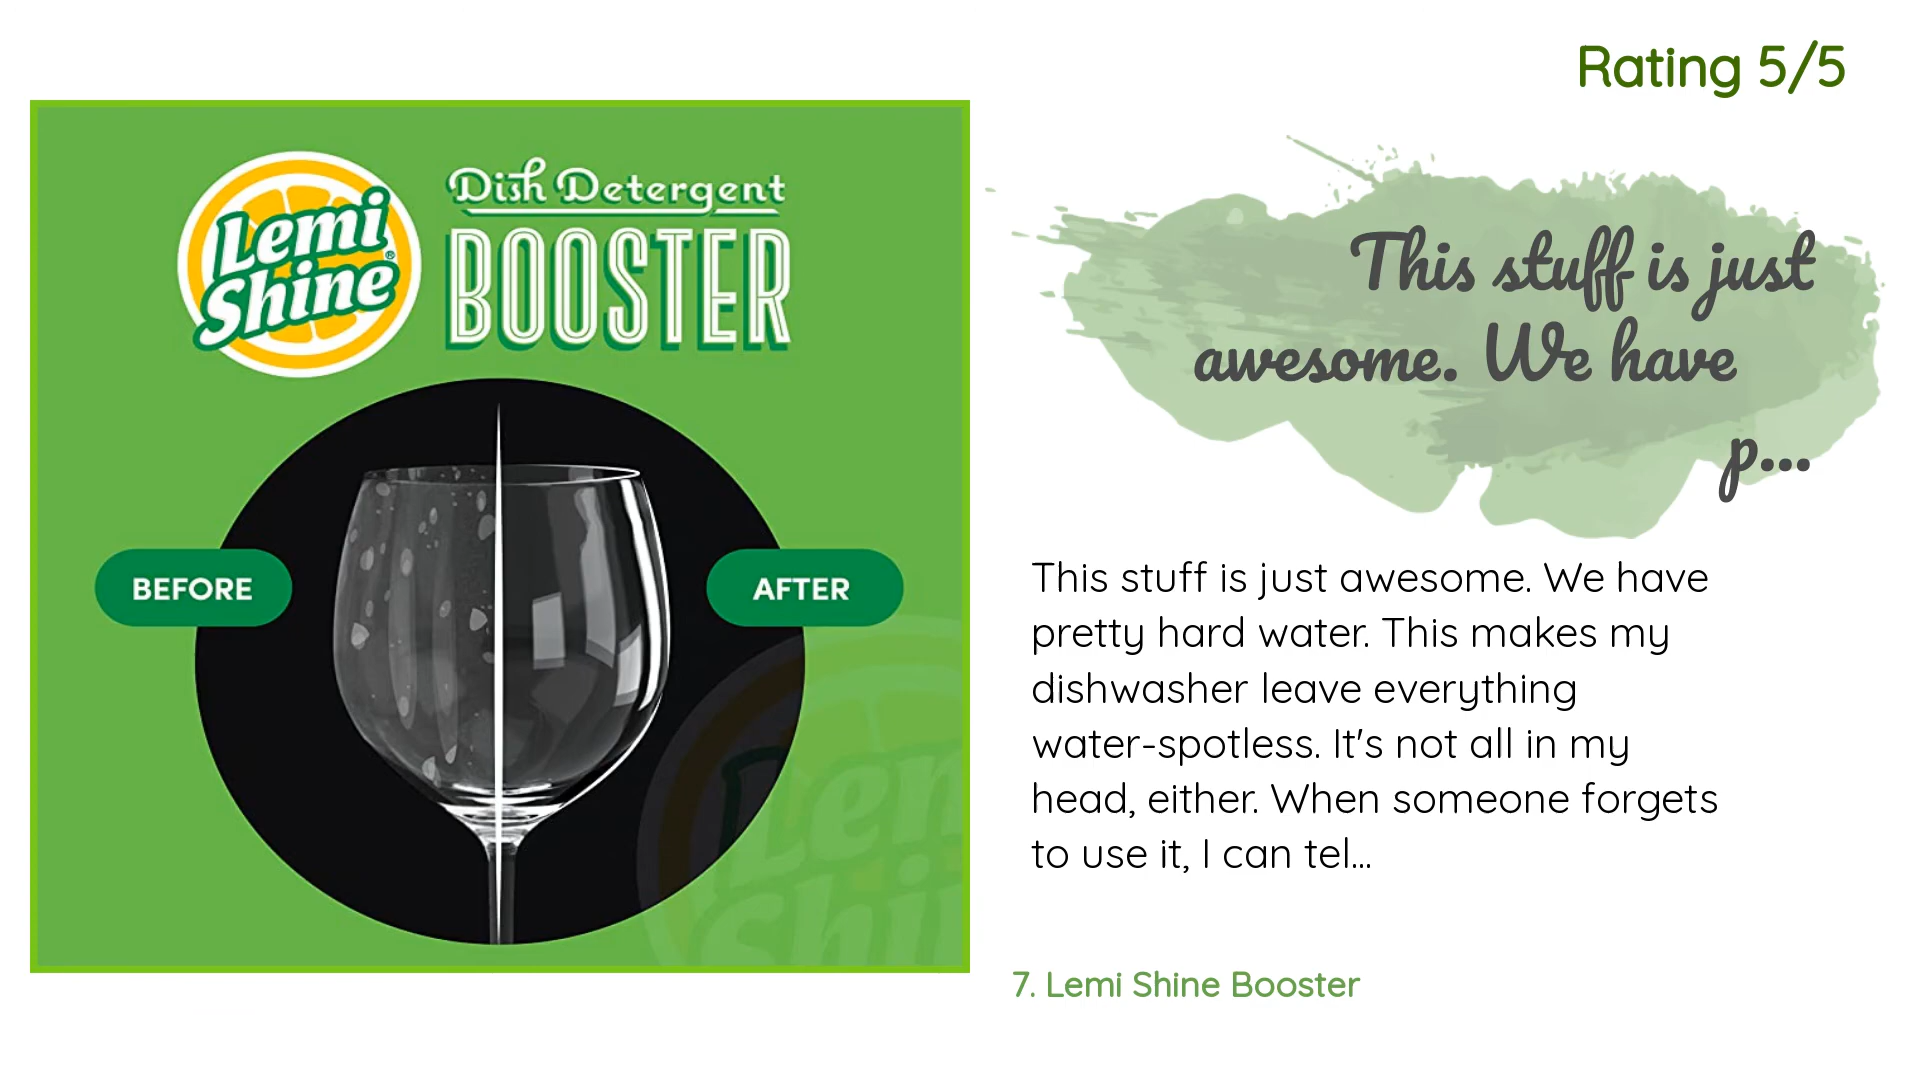 Rating 5/5
Lemi
Shine®
Dish Detergent
BOOSTER
BEFORE
AFTER
Lem
Shi
This stuff is just
awesome. We have
p...
This stuff is just awesome. We have
pretty hard water. This makes my
dishwasher leave everything
water-spotless. It's not all in my
head, either. When someone forgets
to use it, I can tel...
7. Lemi Shine Booster